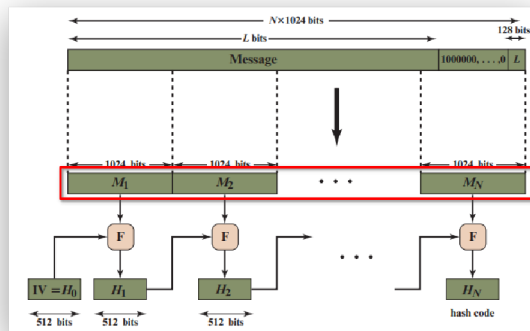 N×1024 bits
L bits
128 bits
Message
1000000, . . . ,0
L
1024 bits
1024 bits
1024 bits
M1
M2
. . .
MN
F
F
F
. . .
IV = H0
H1
H2
HN
512 bits
512 bits
512 bits
hash code